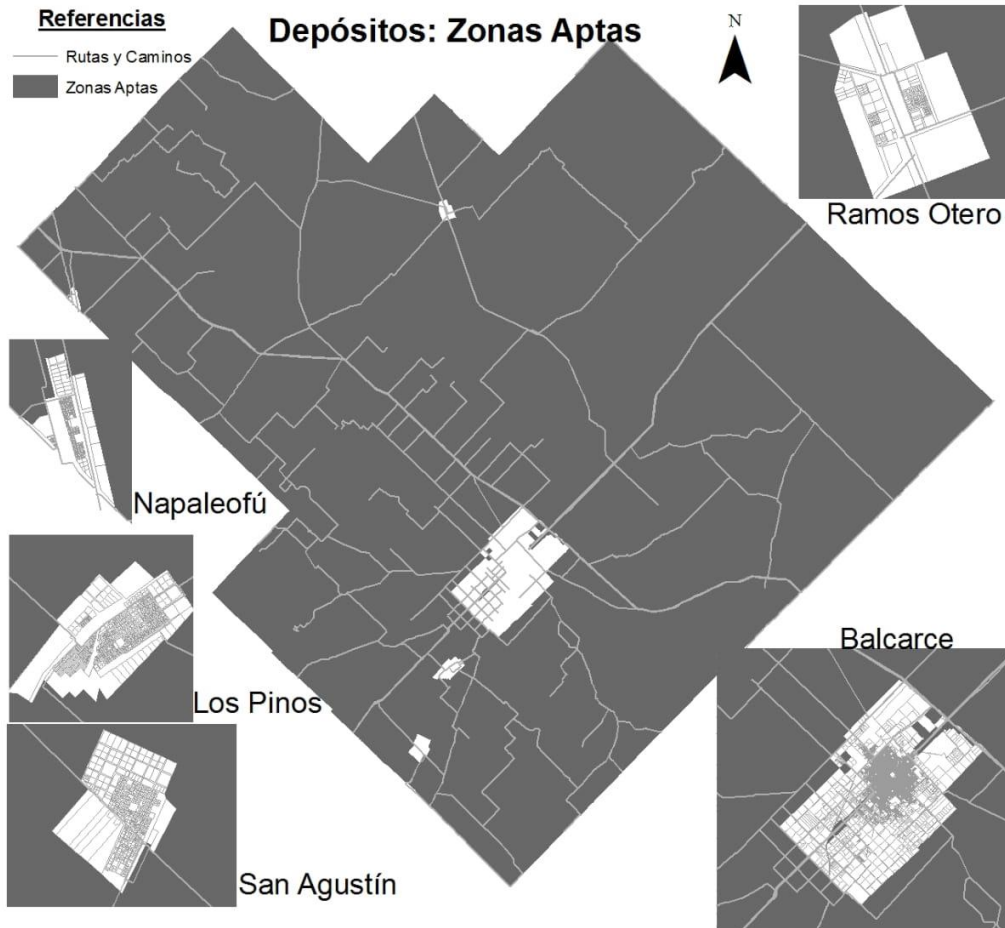 Referencias
Rutas y Caminos
Zonas Aptas
Depósitos: Zonas Aptas
N
Ramos Otero
Napaleofú
Los Pinos
San Agustín
Balcarce